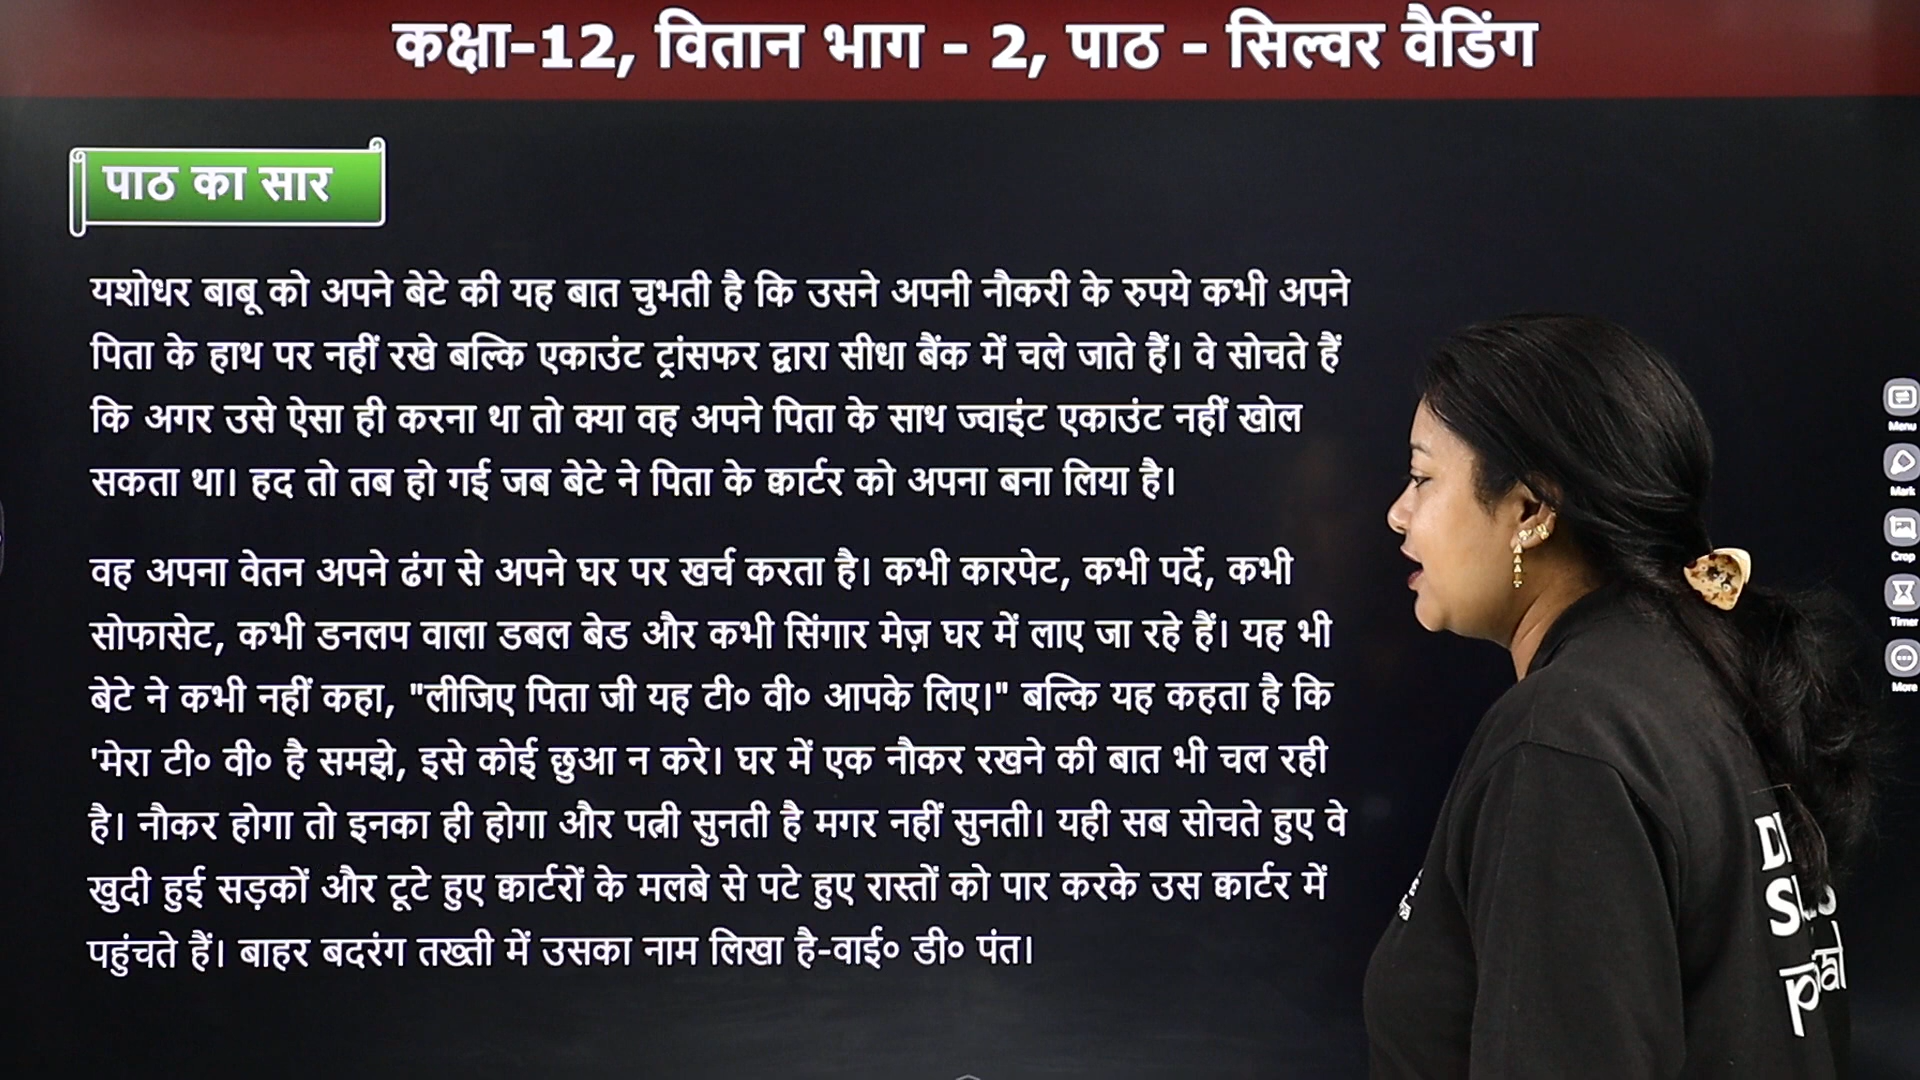 कक्षा-12, वितान भाग - 2, पाठ - सिल्वर वैडिंग
पाठ का सार
यशोधर बाबू को अपने बेटे की यह बात चुभती है कि उसने अपनी नौकरी के रुपये कभी अपने
पिता के हाथ पर नहीं रखे बल्कि एकाउंट ट्रांसफर द्वारा सीधा बैंक में चले जाते हैं। वे सोचते हैं
कि अगर उसे ऐसा ही करना था तो क्या वह अपने पिता के साथ ज्वाइंट एकाउंट नहीं खोल
सकता था। हद तो तब हो गई जब बेटे ने पिता के क्वार्टर को अपना बना लिया है।
वह अपना वेतन अपने ढंग से अपने घर पर खर्च करता है। कभी कारपेट, कभी पर्दे, कभी
सोफासेट, कभी डनलप वाला डबल बेड और कभी सिंगार मेज़ घर में लाए जा रहे हैं। यह भी
बेटे ने कभी नहीं कहा, "लीजिए पिता जी यह टी० वी० आपके लिए।" बल्कि यह कहता है कि
'मेरा टी० वी० है समझे, इसे कोई छुआ न करे। घर में एक नौकर रखने की बात भी चल रही
है। नौकर होगा तो इनका ही होगा और पत्नी सुनती है मगर नहीं सुनती। यही सब सोचते हुए वे
खुदी हुई सड़कों और टूटे हुए क्वार्टरों के मलबे से पटे हुए रास्तों को पार करके उस क्वार्टर में
पहुंचते हैं। बाहर बदरंग तख्ती में उसका नाम लिखा है-वाई० डी० पंत।
Menu
Mark
Crop
Timer
More